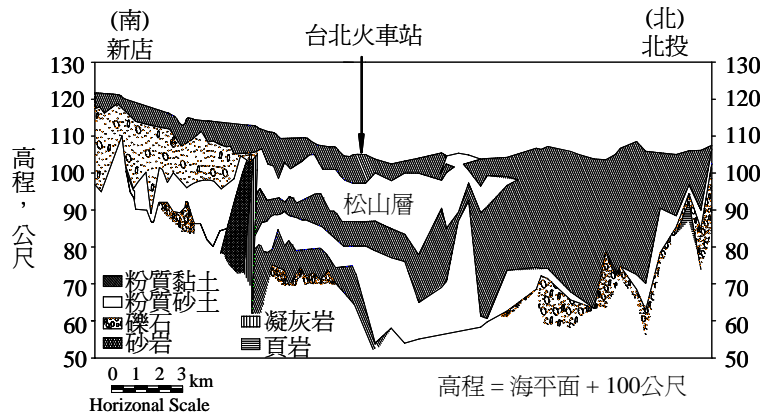 (南)
新店
台北火車站
(北)
北投
130
120
110
100
90
80
70
60
50
高程，公尺
松山層
粉質黏土
粉質砂土
礫石
砂岩
凝灰岩
頁岩
130
120
110
100
90
80
70
60
50
0 1 2 3 km
Horizonal Scale
高程 = 海平面 + 100公尺